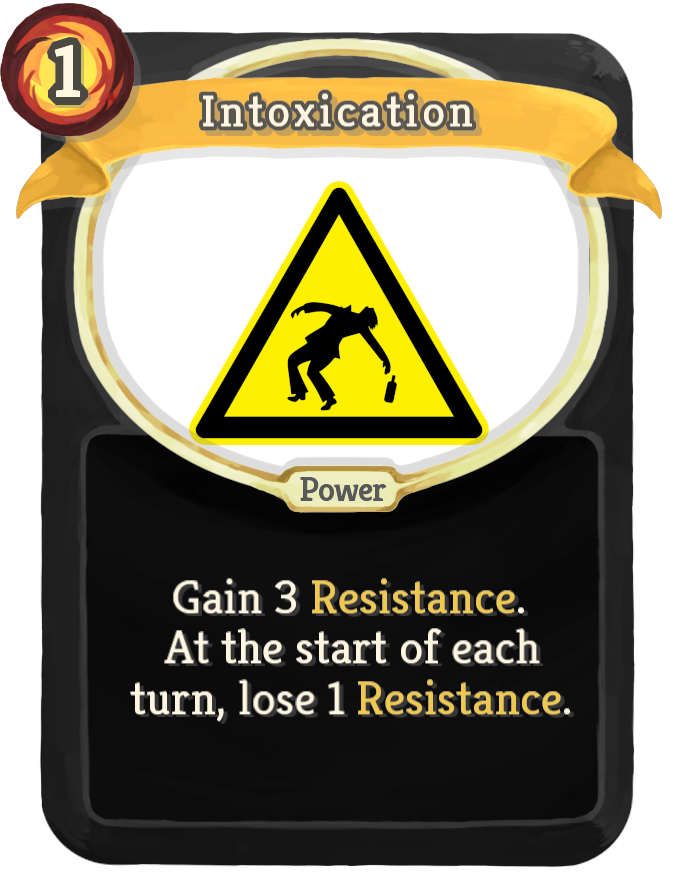 1
Intoxication
Power
Gain 3 Resistance.
At the start of each
turn, lose 1 Resistance.